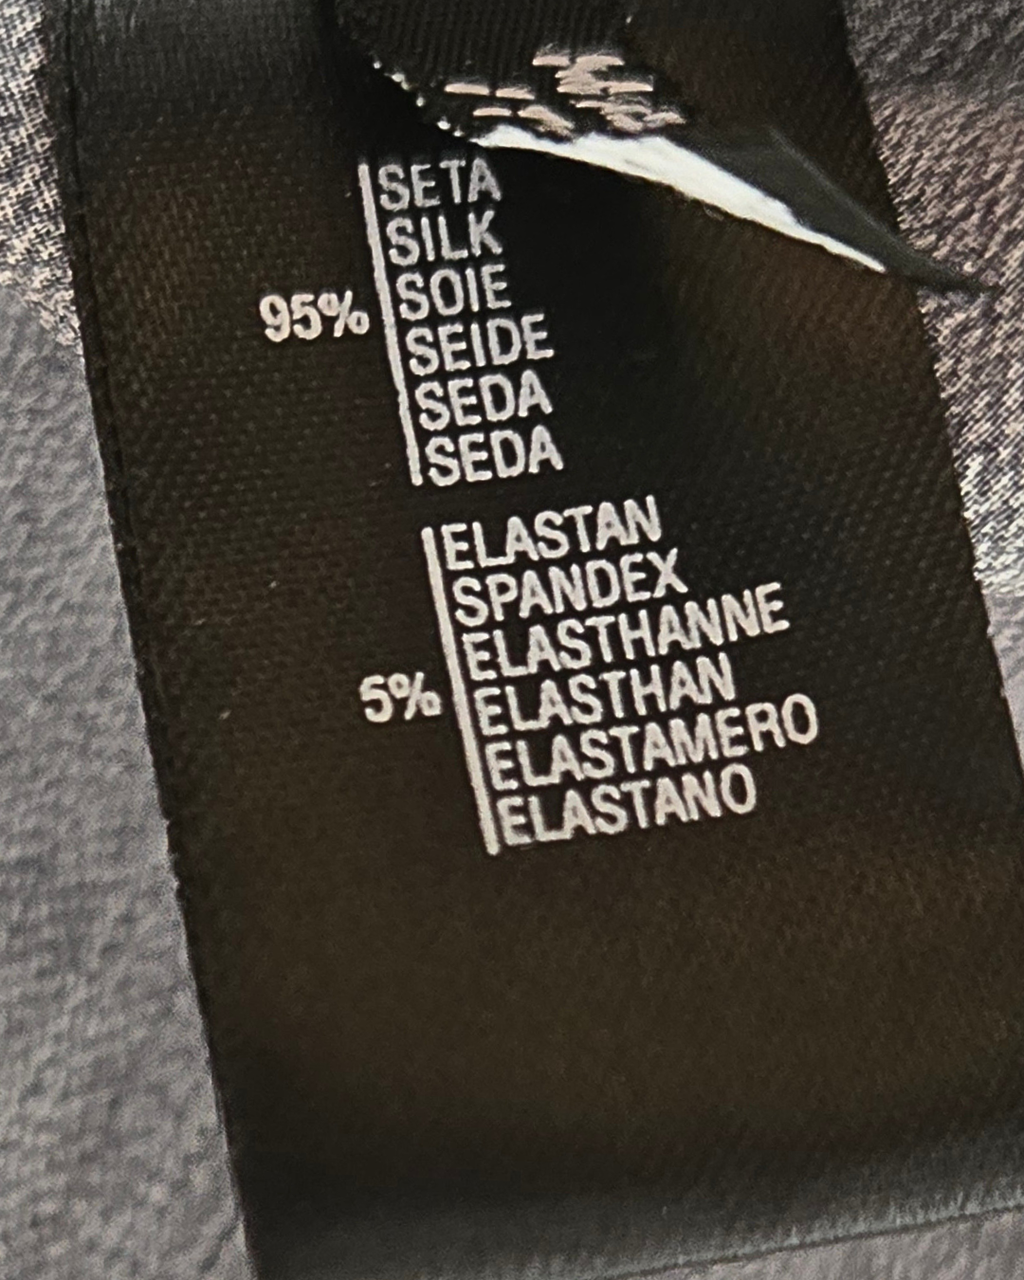 95%
SETA
SILK
SOIE
SEIDE
SEDA
SEDA
5%
ELASTAN
SPANDEX
ELASTHANNE
ELASTHAN
ELASTAMERO
ELASTANO